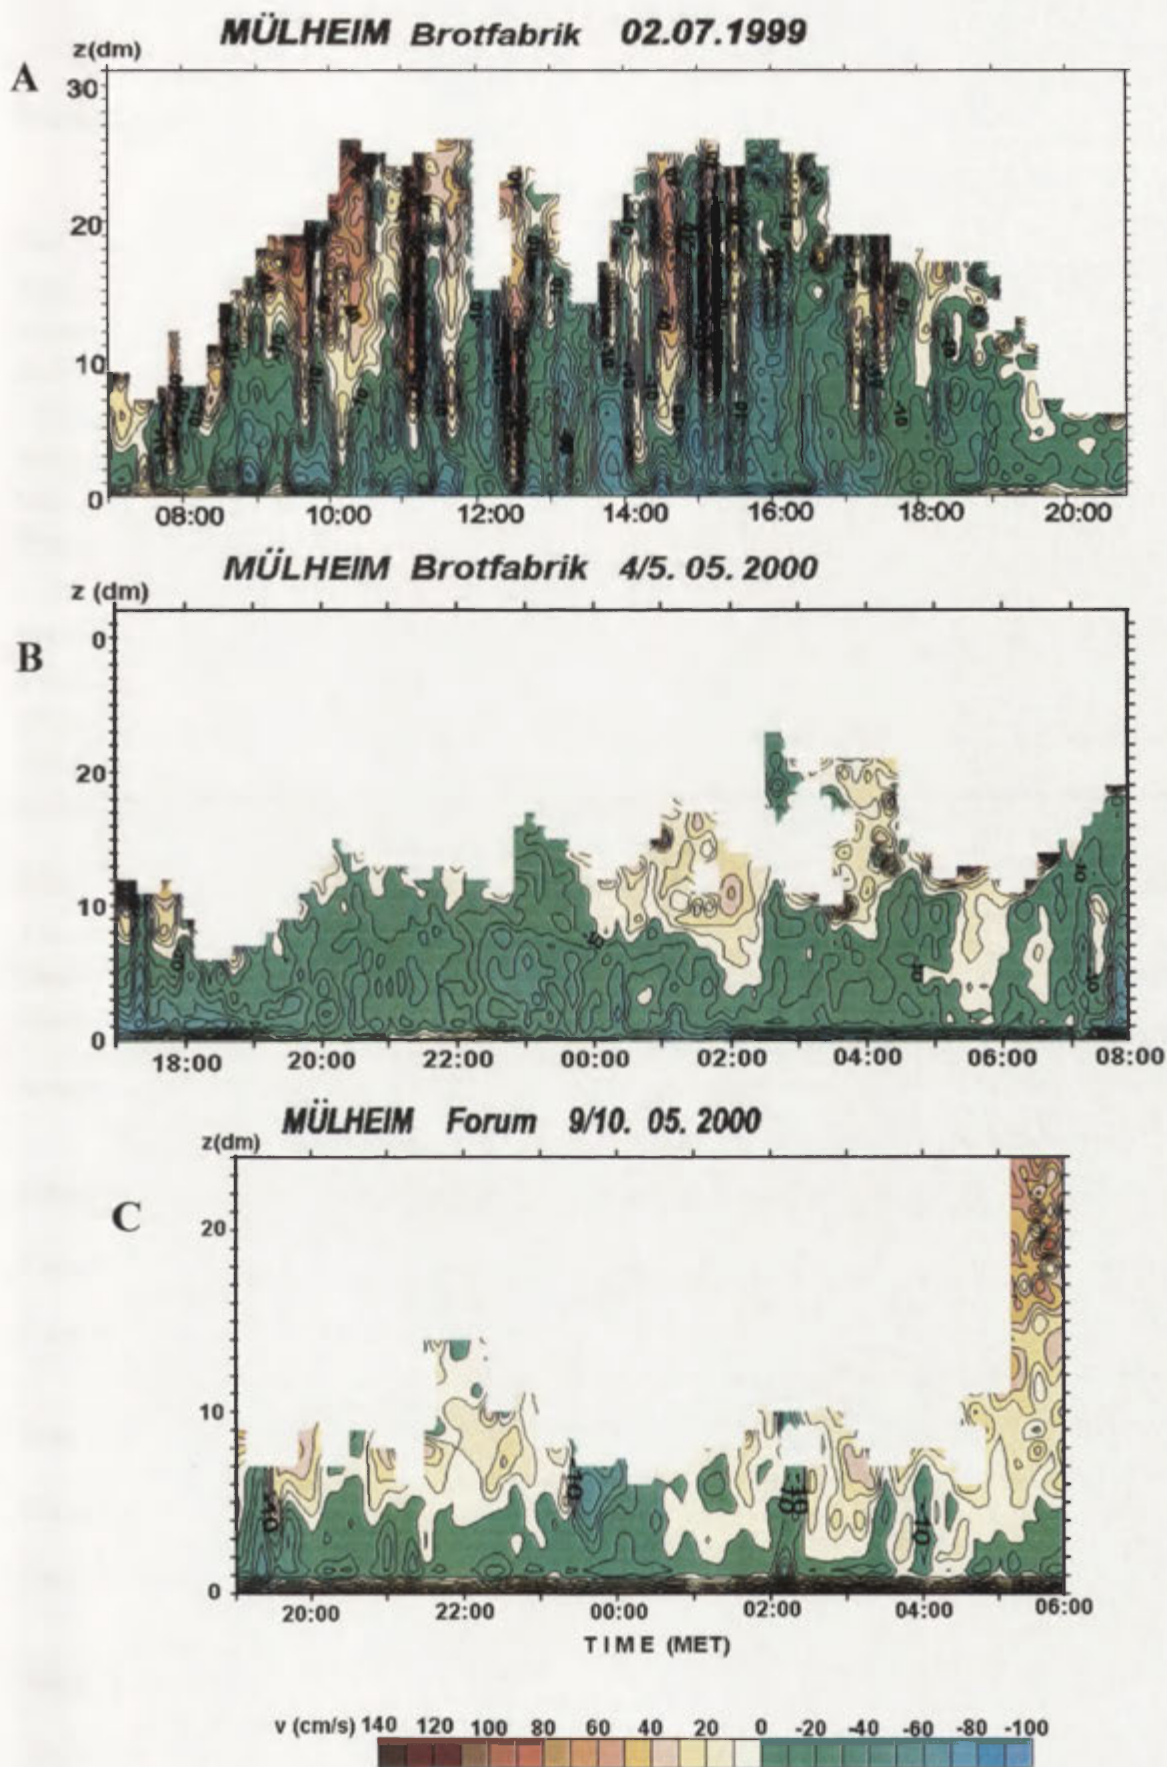 MÜLHEIM Brotfabrik 02.07.1999
z(dm)
A
30
20
10
0
08:00 10:00 12:00 14:00 16:00 18:00 20:00
MÜLHEIM Brotfabrik 4/5. 05. 2000
z (dm)
B
0
20
10
0
18:00 20:00 22:00 00:00 02:00 04:00 06:00 08:00
MÜLHEIM Forum 9/10. 05. 2000
z(dm)
C
20
10
0
20:00 22:00 00:00 02:00 04:00 06:00
TIME (MET)
v (cm/s) 140 120 100 80 60 40 20 0 -20 -40 -60 -80 -100